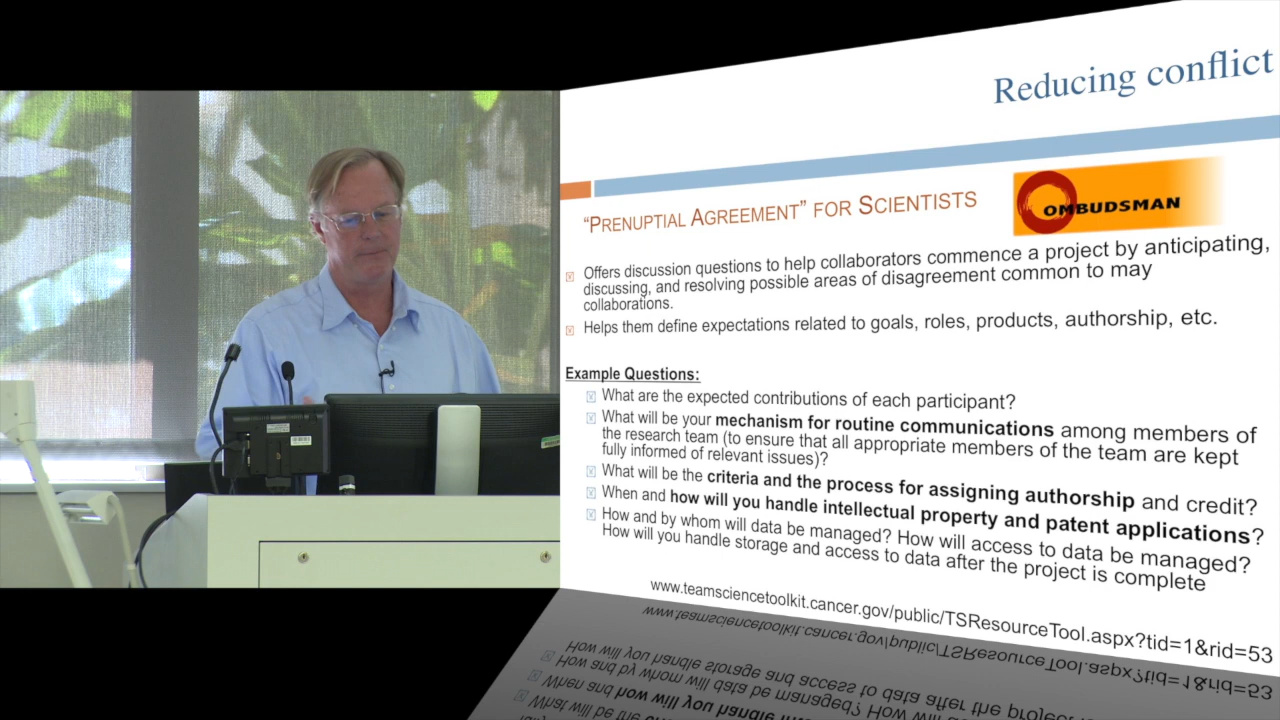 Reducing conflict
"PRENUPTIAL AGREEMENT" FOR SCIENTISTS
OMBUDSMAN
Offers discussion questions to help collaborators commence a project by anticipating,
discussing, and resolving possible areas of disagreement common to may
collaborations.
Helps them define expectations related to goals, roles, products, authorship, etc.
Example Questions:
What are the expected contributions of each participant?
What will be your mechanism for routine communications among members of
the research team (to ensure that all appropriate members of the team are kept
fully informed of relevant issues)?
What will be the criteria and the process for assigning authorship and credit?
When and how will you handle intellectual property and patent applications?
How and by whom will data be managed? How will access to data be managed?
How will you handle storage and access to data after the project is complete
www.teamsciencetoolkit.cancer.gov/public/TSResourceTool.aspx?tid=1&rid=53